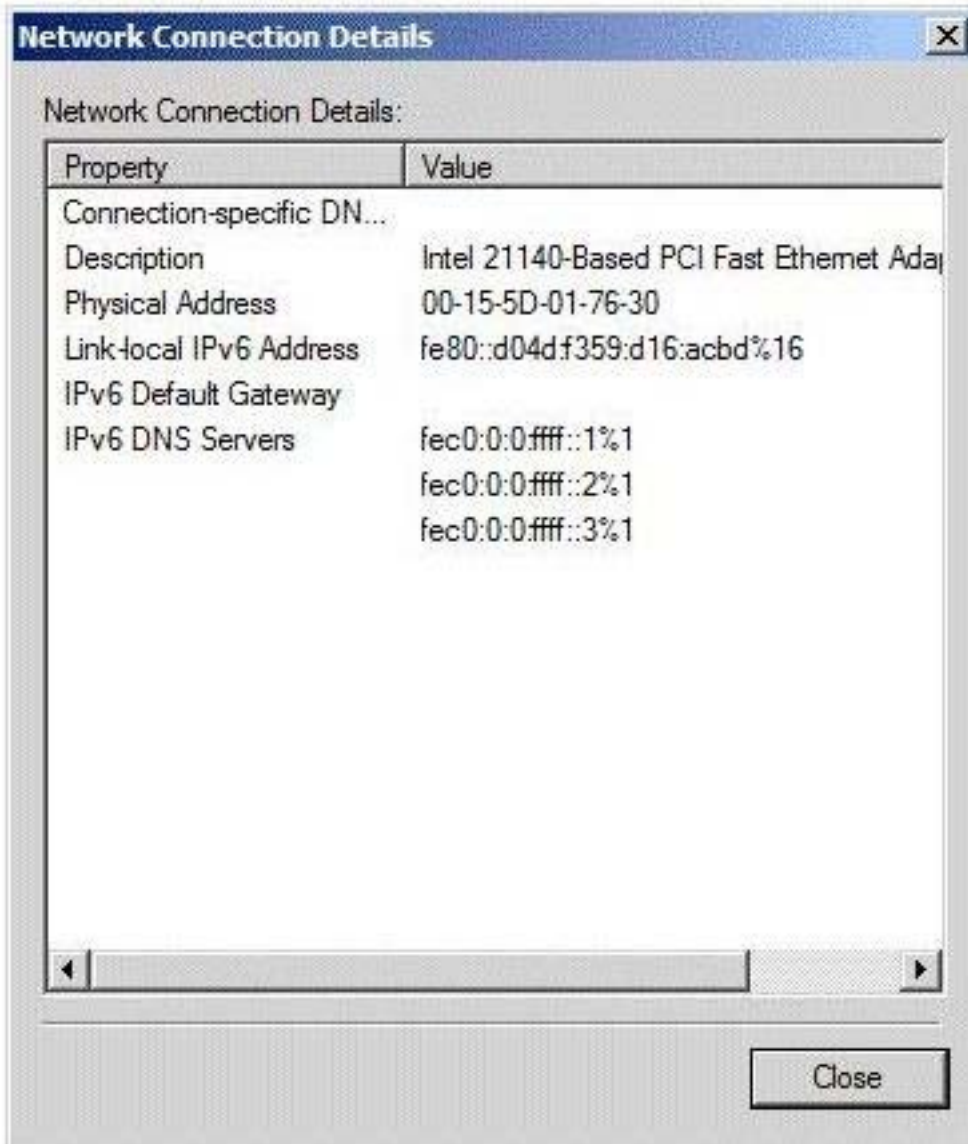 Network Connection Details
Network Connection Details:
Property Value
Connection-specific DN...
Description Intel 21140-Based PCI Fast Ethernet Adap
Physical Address 00-15-5D-01-76-30
Link-local IPv6 Address fe80::d04d:f359:d16:acbd%16
IPv6 Default Gateway
IPv6 DNS Servers fec0:0:0:ffff::1%1
fec0:0:0:ffff::2%1
fec0:0:0:ffff::3%1
Close